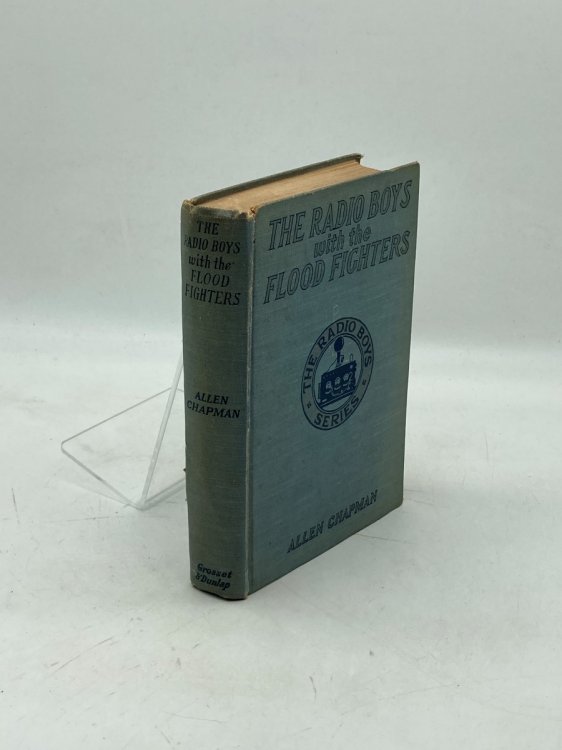 THE
RADIO BOYS
with the
FLOOD
FIGHTERS
ALLEN
CHAPMAN
Grosset
& Dunlap
THE RADIO BOYS
with the
FLOOD FIGHTERS
THE RADIO BOYS
SERIES
ALLEN CHAPMAN